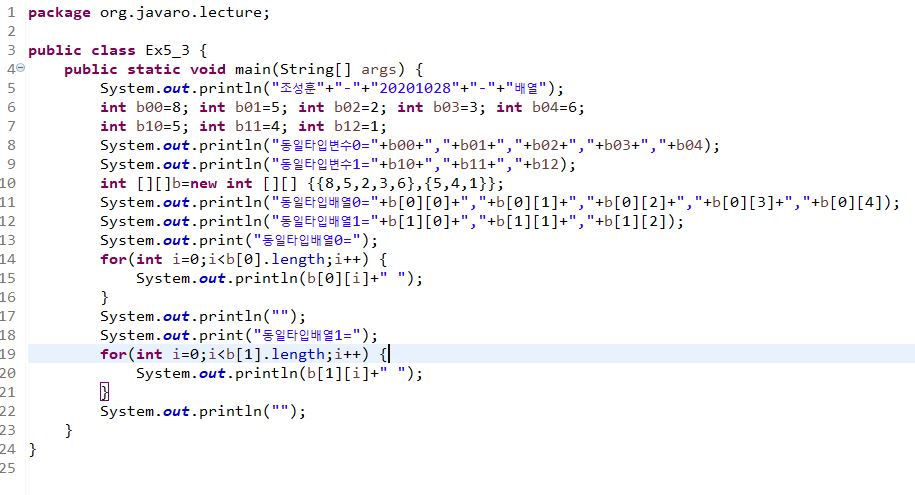 1 package org.javaro.lecture;
2
3 public class Ex5_3 {
4 public static void main(String[] args) {
5 System.out.println("조성훈"+"-"+"20201028"+"-"+"배열");
6 int b00=8; int b01=5; int b02=2; int b03=3; int b04=6;
7 int b10=5; int b11=4; int b12=1;
8 System.out.println("동일타입변수0="+b00+","+b01+","+b02+","+b03+","+b04);
9 System.out.println("동일타입변수1="+b10+","+b11+","+b12);
10 int [][]b=new int [][] {{8,5,2,3,6},{5,4,1}};
11 System.out.println("동일타입배열0="+b[0][0]+","+b[0][1]+","+b[0][2]+","+b[0][3]+","+b[0][4]);
12 System.out.println("동일타입배열1="+b[1][0]+","+b[1][1]+","+b[1][2]);
13 System.out.print("동일타입배열0=");
14 for(int i=0;i<b[0].length;i++) {
15 System.out.println(b[0][i]+" ");
16 }
17 System.out.println("");
18 System.out.print("동일타입배열1=");
19 for(int i=0;i<b[1].length;i++) {
20 System.out.println(b[1][i]+" ");
21 }
22 System.out.println("");
23 }
24 }
25